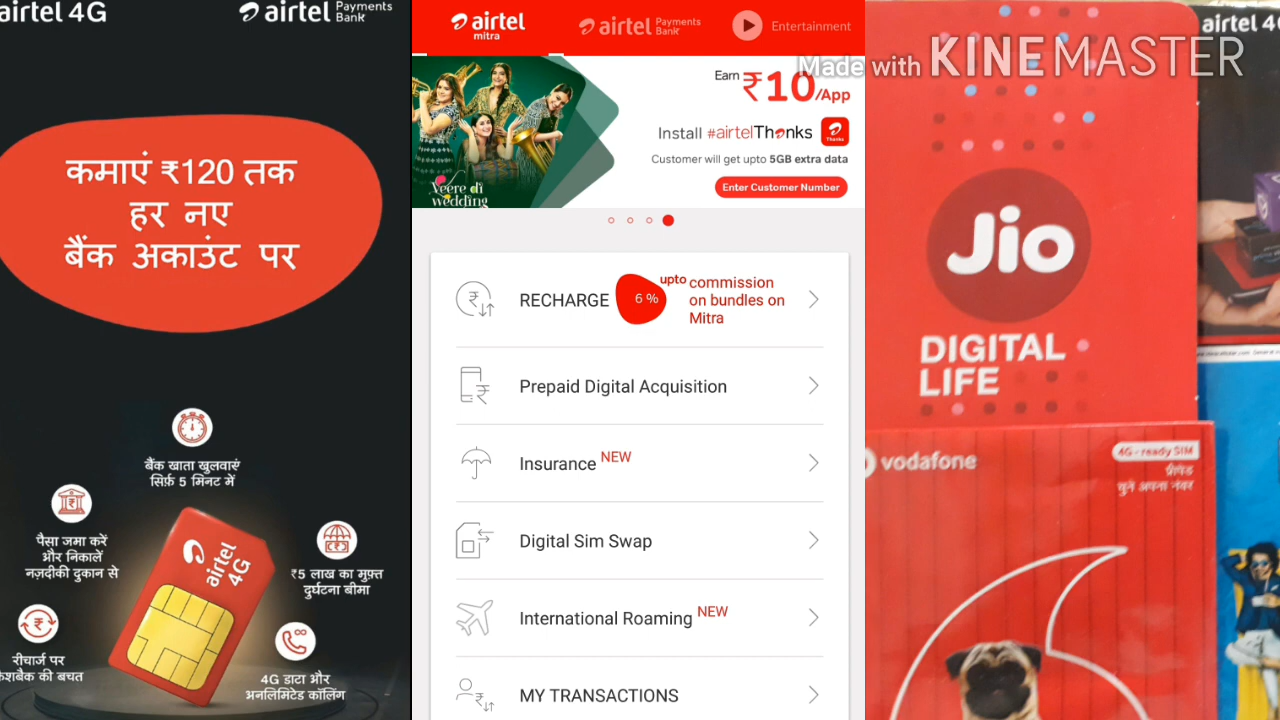 airtel 4G
airtel Payments Bank
कमाएं ₹120 तक
हर नए
बैंक अकाउंट पर
बैंक खाता खुलवाएं
सिर्फ़ 5 मिनट में
पैसा जमा करें
और निकालें
नज़दीकी दुकान से
₹5 लाख का मुफ़्त
दुर्घटना बीमा
रीचार्ज पर
कैशबैक की बचत
4G डाटा और
अनलिमिटेड कॉलिंग
airtel
4G
airtel
mitra
airtel Payments Bank
Entertainment
Earn ₹10/App
Install #airtelThanks
Thanks
Customer will get upto 5GB extra data
Enter Customer Number
Veere di
wedding
RECHARGE 6 % upto commission
on bundles on
Mitra
Prepaid Digital Acquisition
Insurance NEW
Digital Sim Swap
International Roaming NEW
MY TRANSACTIONS
airtel 4G
Made with KINEMASTER
Jio
DIGITAL
LIFE
vodafone
4G - ready SIM
प्रीपेड
चुनें अपना नंबर